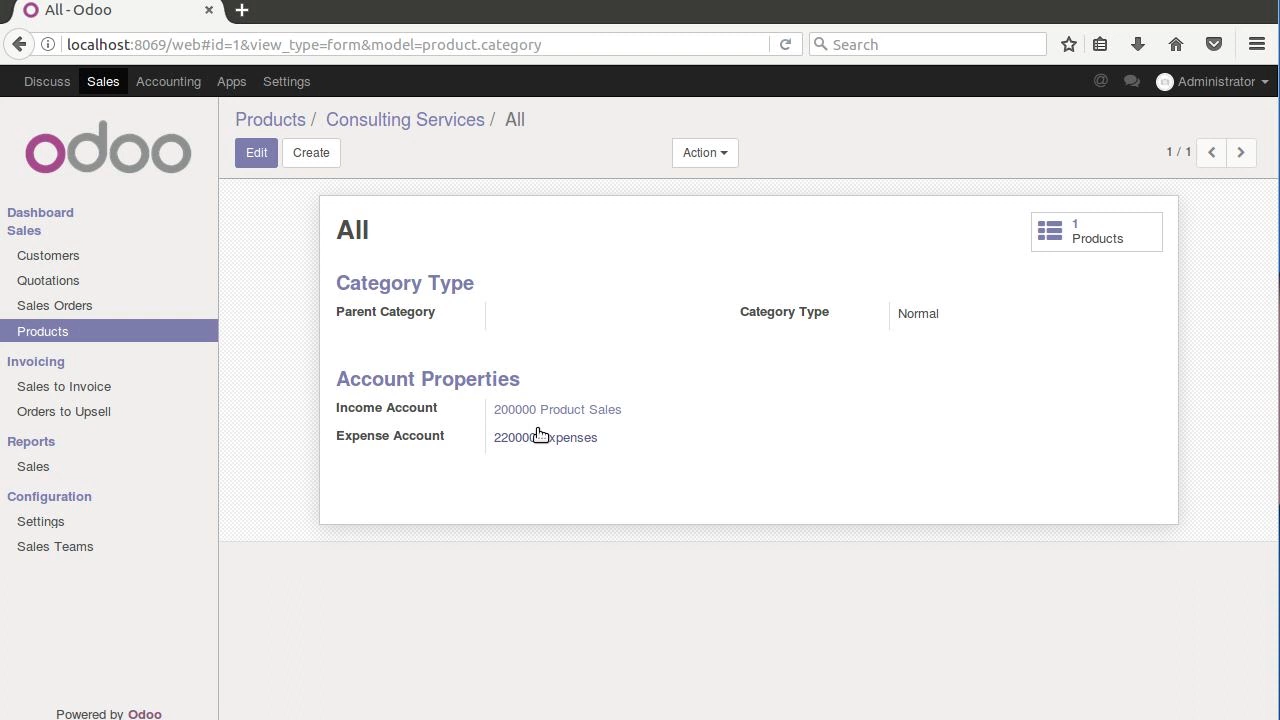 All - Odoo
localhost:8069/web#id=1&view_type=form&model=product.category
Search
Discuss Sales Accounting Apps Settings
Administrator
odoo
Products / Consulting Services / All
Edit Create
Action
1 / 1
Dashboard
Sales
Customers
Quotations
Sales Orders
Products
Invoicing
Sales to Invoice
Orders to Upsell
Reports
Sales
Configuration
Settings
Sales Teams
Powered by Odoo
All
1
Products
Category Type
Parent Category
Category Type Normal
Account Properties
Income Account 200000 Product Sales
Expense Account 220000 Expenses